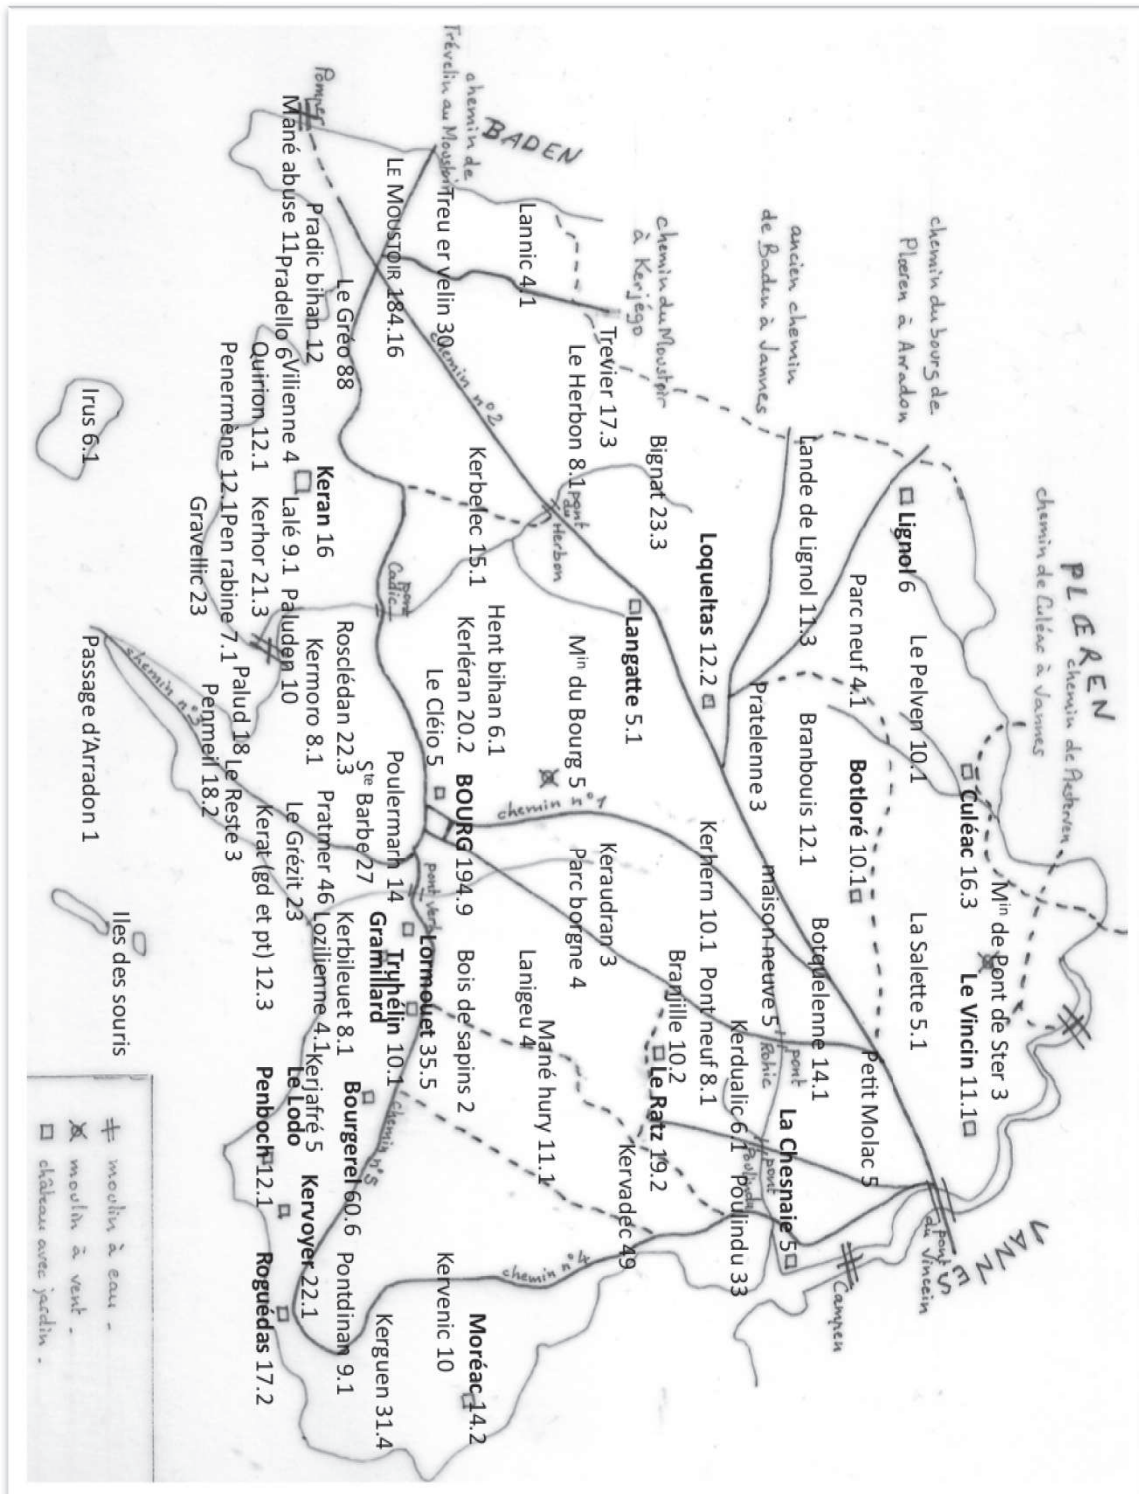 PLŒREN
chemin de Plesterven
chemin de Culéac à Vannes
chemin du bourg de
Ploeren à Arradon
ancien chemin
de Baden à Vannes
chemin du Moustoir
à Kerjégo
chemin de
Trévelin au Moustoir
BADEN
VANNES
pont
du Vincin
Campen
Pomper
Culéac 16.3
Min de Pont de Ster 3
Le Vincin 11.1
Lignol 6
Le Pelven 10.1
La Salette 5.1
Parc neuf 4.1
Botloré 10.1
Petit Molac 5
Lande de Lignol 11.3
Branbouis 12.1
Botquelenne 14.1
Pratelenne 3
maison neuve 5
pont
Rohic
La Chesnaie 5
Loqueltas 12.2
Kerhern 10.1
Pont neuf 8.1
Kerdualic 6.1
pont
Poulindu
Poulindu 33
Bignat 23.3
Langatte 5.1
Branjille 10.2
Le Ratz 19.2
Trevier 17.3
Le Herbon 8.1
pont
du
Herbon
Min du Bourg 5
Keraudran 3
Parc borgne 4
Kervadec 49
Lannic 4.1
chemin n°2
chemin n°1
Lanigeu 4
Mané hury 11.1
chemin n°4
Treu er velin 30
Kerbelec 15.1
Hent bihan 6.1
Kerléran 20.2
BOURG 194.9
Bois de sapins 2
Moréac 14.2
Kervenic 10
Le Cléio 5
Lormouet 35.5
pont vert
LE MOUSTOIR 184.16
pont
Cadic
Poulermarh 14
Tryhélin 10.1
Gramillard
chemin n°5
Kerguen 31.4
Le Gréo 88
Keran 16
Rosclédan 22.3
Ste Barbe 27
Bourgerel 60.6
Pontdinan 9.1
Pradic bihan 12
Kermoro 8.1
Pratmer 46
Kerbileuet 8.1
Lozilienne 4.1
Kerjafré 5
Kervoyer 22.1
Mané abuse 11
Pradello 6
Vilienne 4
Lalé 9.1
Paluden 10
Le Grézit 23
Le Lodo
Quirion 12.1
Kerhor 21.3
Kerat (gd et pt) 12.3
Penboch 12.1
Roguédas 17.2
Penermène 12.1
Pen rabine 7.1
Palud 18
Le Reste 3
Gravellic 23
Penmeil 18.2
chemin n°3
Irus 6.1
Passage d'Arradon 1
Iles des souris
moulin à eau -
moulin à vent -
château avec jardin -